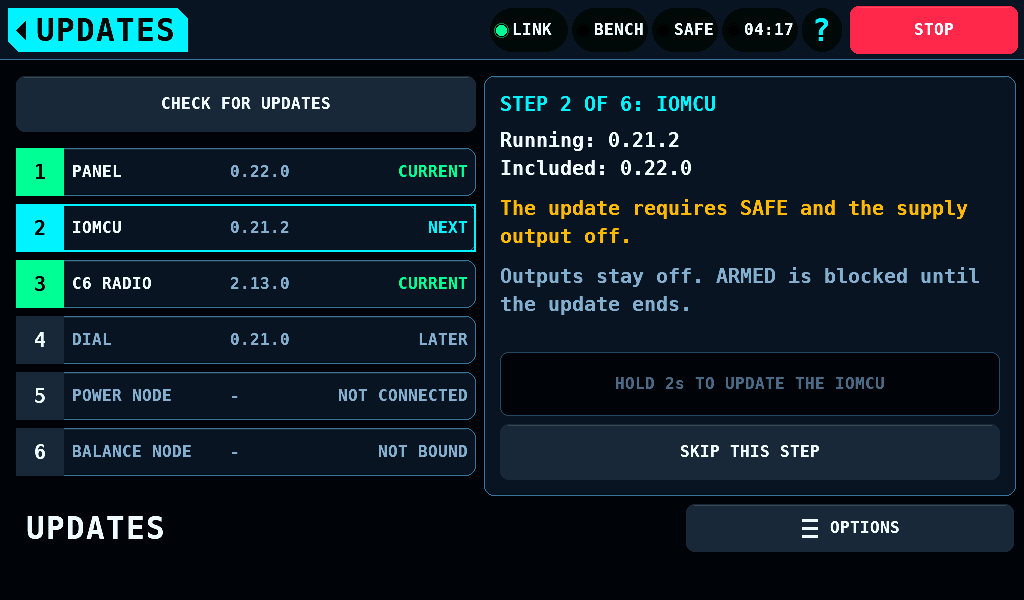 UPDATES
LINK
BENCH
SAFE
04:17
?
STOP
CHECK FOR UPDATES
1 PANEL 0.22.0 CURRENT
2 IOMCU 0.21.2 NEXT
3 C6 RADIO 2.13.0 CURRENT
4 DIAL 0.21.0 LATER
5 POWER NODE - NOT CONNECTED
6 BALANCE NODE - NOT BOUND
STEP 2 OF 6: IOMCU
Running: 0.21.2
Included: 0.22.0
The update requires SAFE and the supply
output off.
Outputs stay off. ARMED is blocked until
the update ends.
HOLD 2s TO UPDATE THE IOMCU
SKIP THIS STEP
UPDATES
OPTIONS